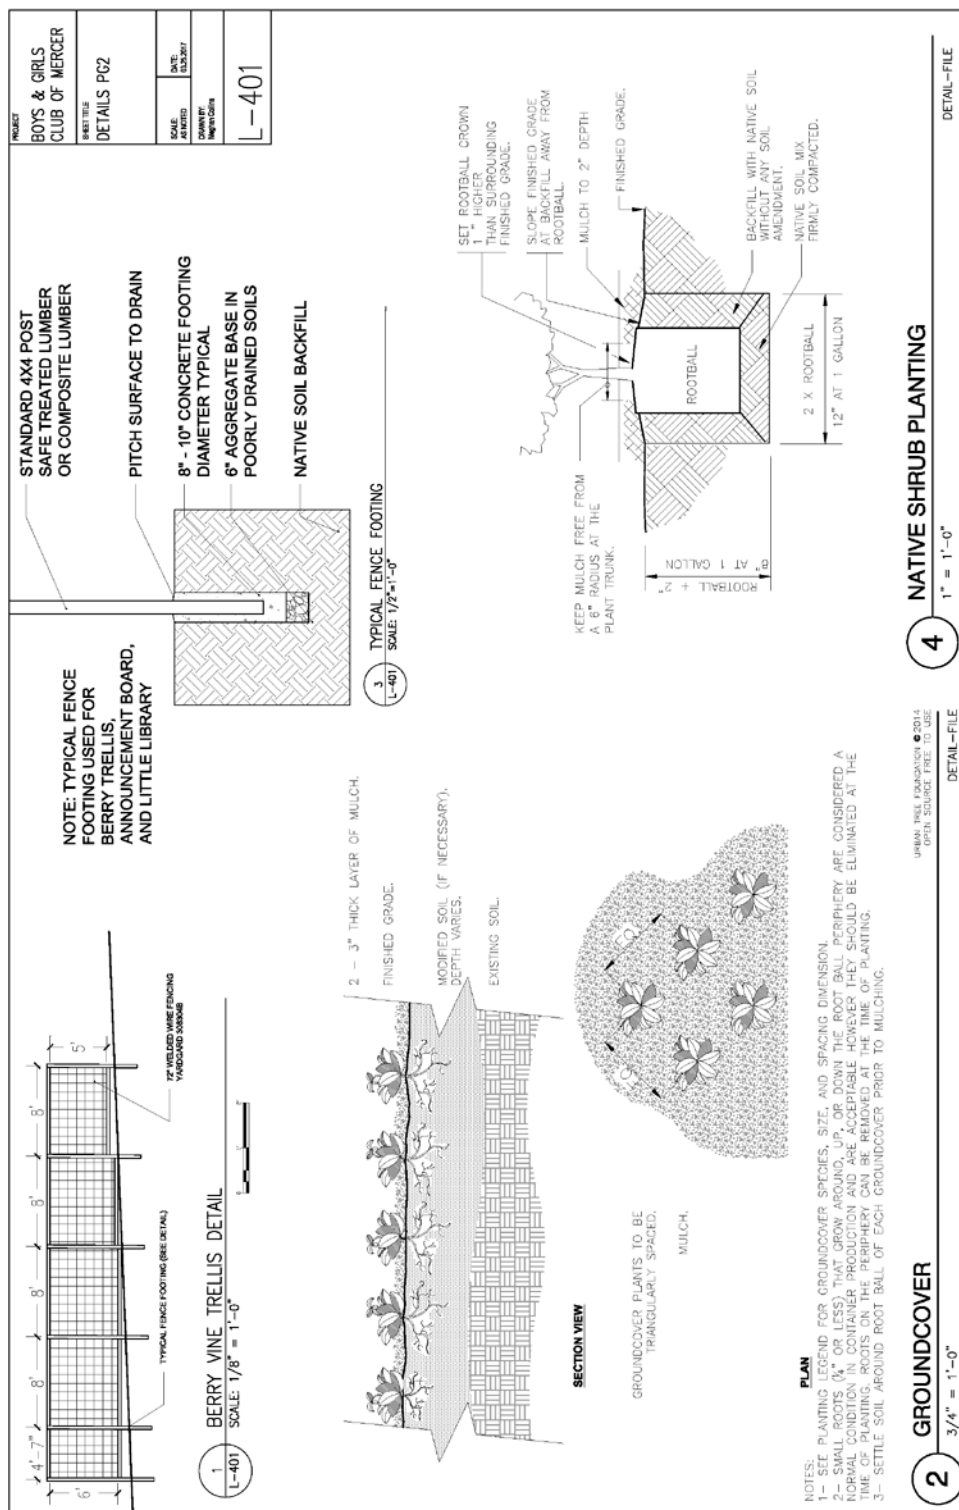 4'-7"
8'
8'
8'
8'
6'
5'
TYPICAL FENCE FOOTING (SEE DETAIL)
72" WELDED WIRE FENCING
1
L-401
BERRY VINE TRELLIS DETAIL
SCALE: 1/8" = 1'-0"
NOTE: TYPICAL FENCE
FOOTING USED FOR
BERRY TRELLIS,
ANNOUNCEMENT BOARD,
AND LITTLE LIBRARY
STANDARD 4X4 POST
SAFE TREATED LUMBER
OR COMPOSITE LUMBER
PITCH SURFACE TO DRAIN
8" - 10" CONCRETE FOOTING
DIAMETER TYPICAL
6" AGGREGATE BASE IN
POORLY DRAINED SOILS
NATIVE SOIL BACKFILL
3
L-401
TYPICAL FENCE FOOTING
SCALE: 1/2"=1'-0"
PROJECT
BOYS & GIRLS
CLUB OF MERCER
SHEET TITLE
DETAILS PG2
SCALE:
AS NOTED
DATE:
DRAWN BY:
L-401
2 - 3" THICK LAYER OF MULCH.
FINISHED GRADE.
MODIFIED SOIL (IF NECESSARY).
DEPTH VARIES.
EXISTING SOIL.
SECTION VIEW
GROUNDCOVER PLANTS TO BE
TRIANGULARLY SPACED.
MULCH.
EQ.
EQ.
PLAN
NOTES:
1- SEE PLANTING LEGEND FOR GROUNDCOVER SPECIES, SIZE, AND SPACING DIMENSION.
2- SMALL ROOTS (¼" OR LESS) THAT GROW AROUND, UP, OR DOWN THE ROOT BALL PERIPHERY ARE CONSIDERED A
NORMAL CONDITION IN CONTAINER PRODUCTION AND ARE ACCEPTABLE HOWEVER THEY SHOULD BE ELIMINATED AT THE
TIME OF PLANTING. ROOTS ON THE PERIPHERY CAN BE REMOVED AT THE TIME OF PLANTING.
3- SETTLE SOIL AROUND ROOT BALL OF EACH GROUNDCOVER PRIOR TO MULCHING.
2
GROUNDCOVER
3/4" = 1'-0"
URBAN TREE FOUNDATION © 2014
OPEN SOURCE FREE TO USE
DETAIL-FILE
SET ROOTBALL CROWN
1" HIGHER
THAN SURROUNDING
FINISHED GRADE.
SLOPE FINISHED GRADE
AT BACKFILL AWAY FROM
ROOTBALL.
MULCH TO 2" DEPTH
FINISHED GRADE.
KEEP MULCH FREE FROM
A 6" RADIUS AT THE
PLANT TRUNK.
ROOTBALL
ROOTBALL + 2"
8" AT 1 GALLON
BACKFILL WITH NATIVE SOIL
WITHOUT ANY SOIL
AMENDMENT.
NATIVE SOIL MIX
FIRMLY COMPACTED.
2 X ROOTBALL
12" AT 1 GALLON
4
NATIVE SHRUB PLANTING
1" = 1'-0"
DETAIL-FILE